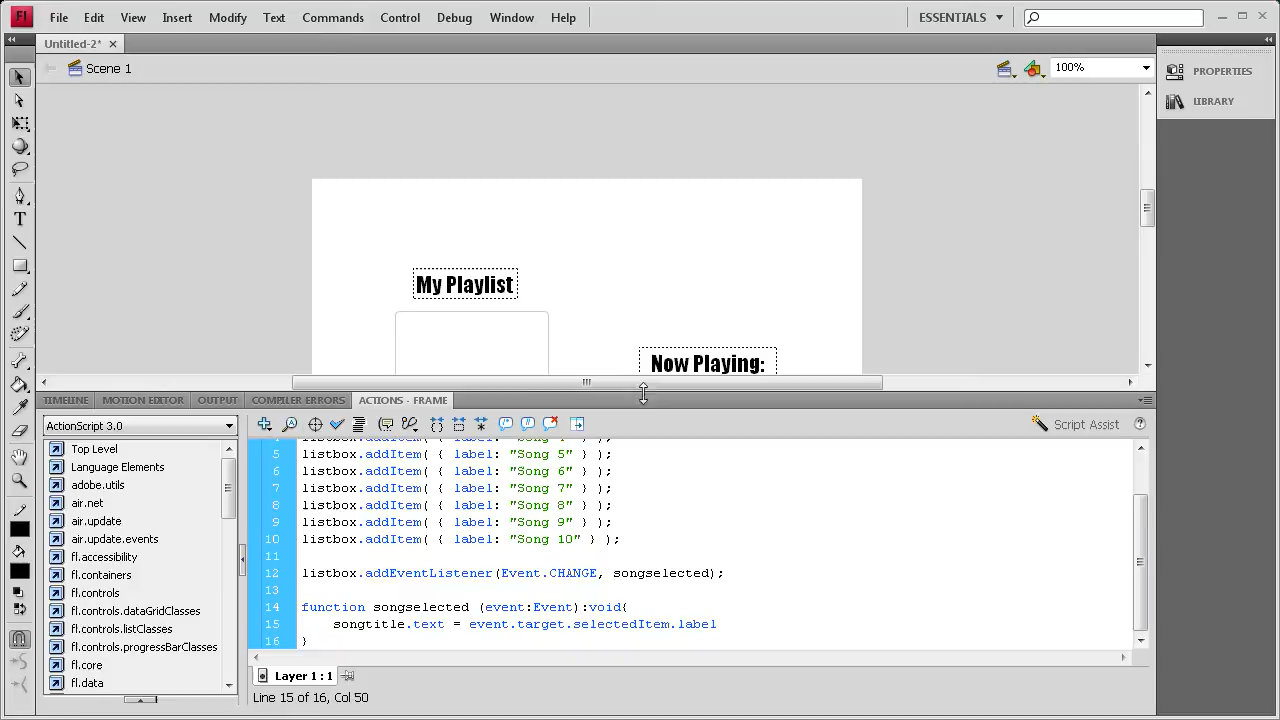 Fl File Edit View Insert Modify Text Commands Control Debug Window Help ESSENTIALS
Untitled-2*
Scene 1 100%
PROPERTIES
LIBRARY
My Playlist
Now Playing:
TIMELINE MOTION EDITOR OUTPUT COMPILER ERRORS ACTIONS - FRAME
ActionScript 3.0 Script Assist
Top Level
Language Elements
adobe.utils
air.net
air.update
air.update.events
fl.accessibility
fl.containers
fl.controls
fl.controls.dataGridClasses
fl.controls.listClasses
fl.controls.progressBarClasses
fl.core
fl.data
5 listbox.addItem( { label: "Song 5" } );
6 listbox.addItem( { label: "Song 6" } );
7 listbox.addItem( { label: "Song 7" } );
8 listbox.addItem( { label: "Song 8" } );
9 listbox.addItem( { label: "Song 9" } );
10 listbox.addItem( { label: "Song 10" } );
11
12 listbox.addEventListener(Event.CHANGE, songselected);
13
14 function songselected (event:Event):void{
15 songtitle.text = event.target.selectedItem.label
16 }
Layer 1 : 1
Line 15 of 16, Col 50